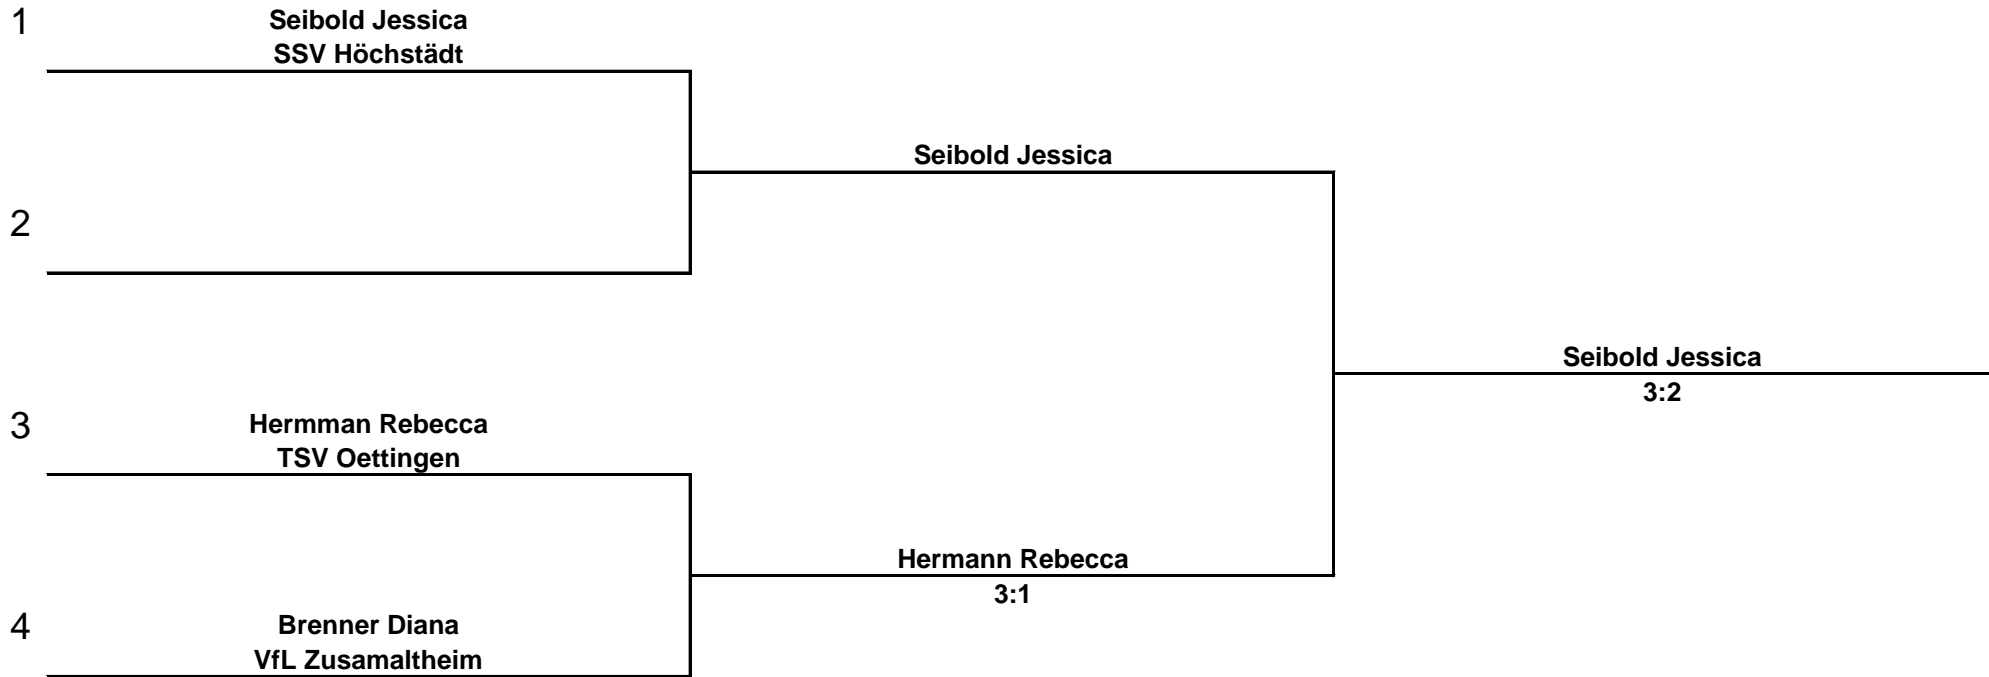 1
Seibold Jessica
SSV Höchstädt
Seibold Jessica
2
Seibold Jessica
3:2
3
Hermman Rebecca
TSV Oettingen
Hermann Rebecca
3:1
4
Brenner Diana
VfL Zusamaltheim